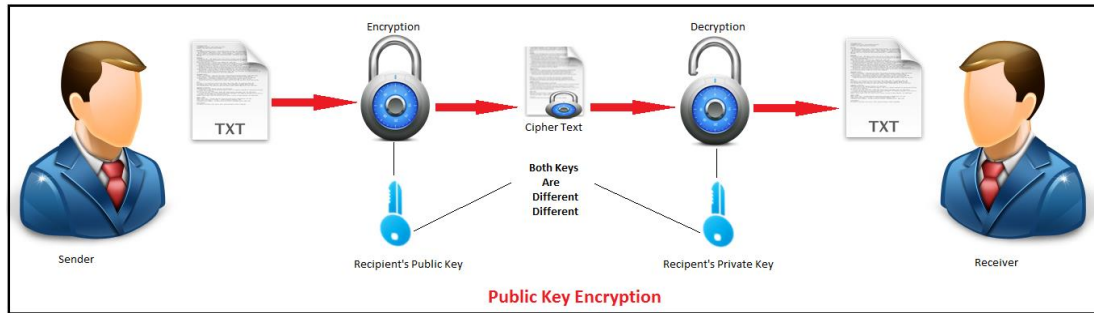 Encryption
Decryption
TXT
Cipher Text
TXT
Both Keys
Are
Different
Different
Sender
Recipient's Public Key
Recipent's Private Key
Receiver
Public Key Encryption